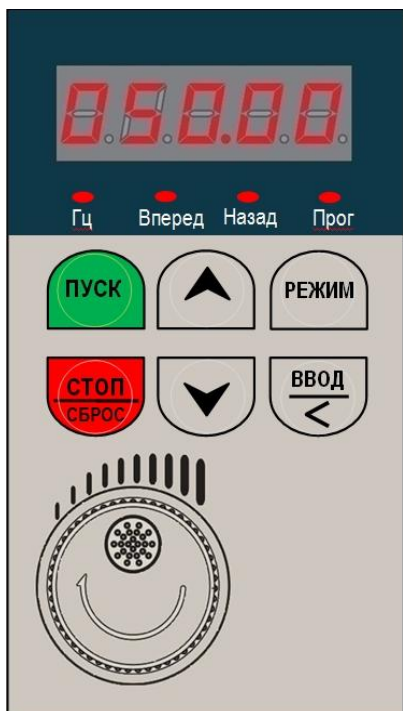 050.00
Гц Вперед Назад Прог
ПУСК РЕЖИМ
СТОП ВВОД
СБРОС <